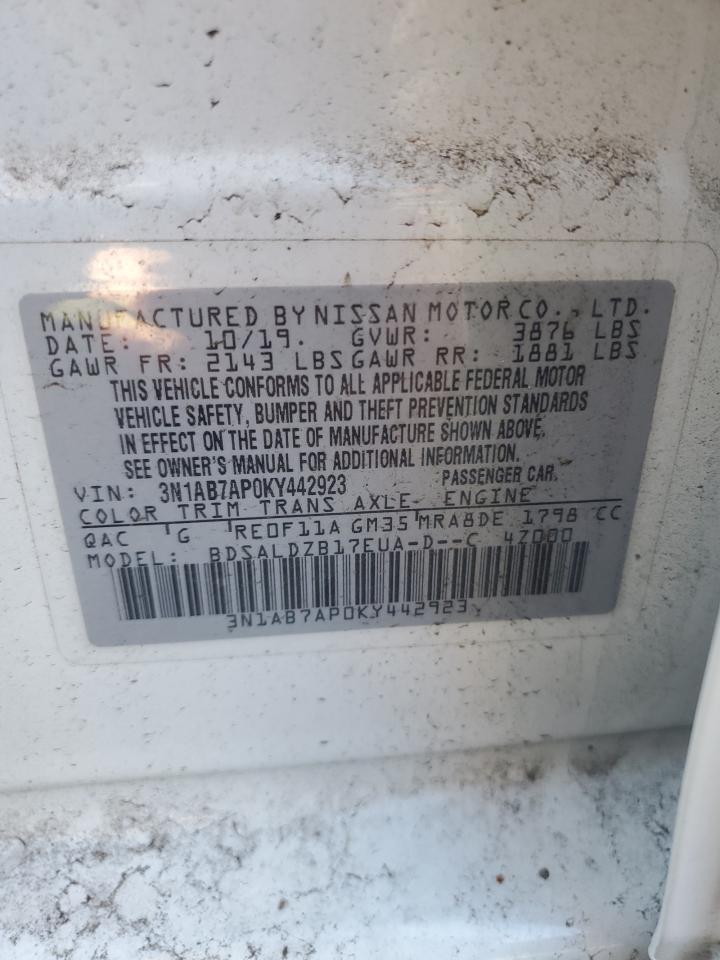 MANUFACTURED BY NISSAN MOTOR CO., LTD.
DATE: 10/19. GVWR: 3876 LBS
GAWR FR: 2143 LBS GAWR RR: 1881 LBS
THIS VEHICLE CONFORMS TO ALL APPLICABLE FEDERAL MOTOR
VEHICLE SAFETY, BUMPER AND THEFT PREVENTION STANDARDS
IN EFFECT ON THE DATE OF MANUFACTURE SHOWN ABOVE.
SEE OWNER'S MANUAL FOR ADDITIONAL INFORMATION.
VIN: 3N1AB7AP0KY442923 PASSENGER CAR.
COLOR TRIM TRANS AXLE ENGINE
QAC G RE0F11A GM35 MRA8DE 1798 CC
MODEL: BDSALDZB17EUA-D--C 4Z000
3N1AB7AP0KY442923